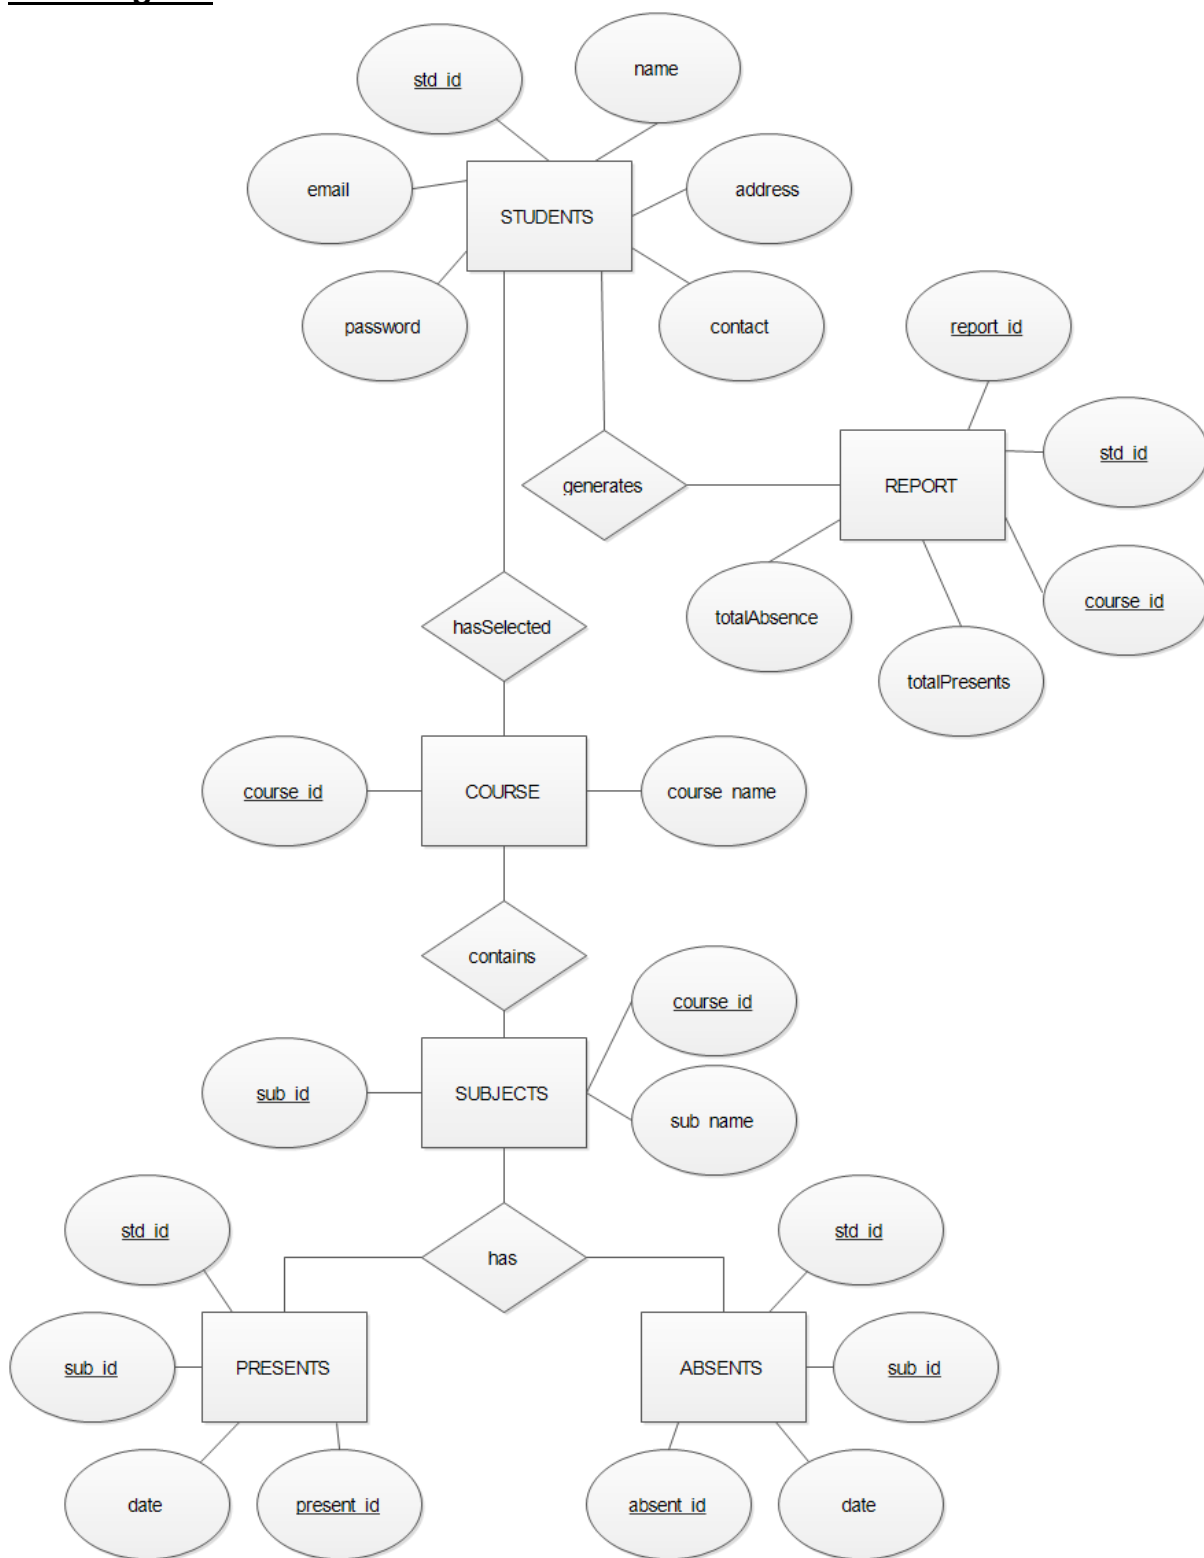 std_id
name
email
address
STUDENTS
password
contact
report_id
std_id
generates
REPORT
course_id
totalAbsence
hasSelected
totalPresents
course_id
COURSE
course_name
contains
course_id
sub_id
SUBJECTS
sub_name
std_id
std_id
has
sub_id
PRESENTS
ABSENTS
sub_id
date
present_id
absent_id
date